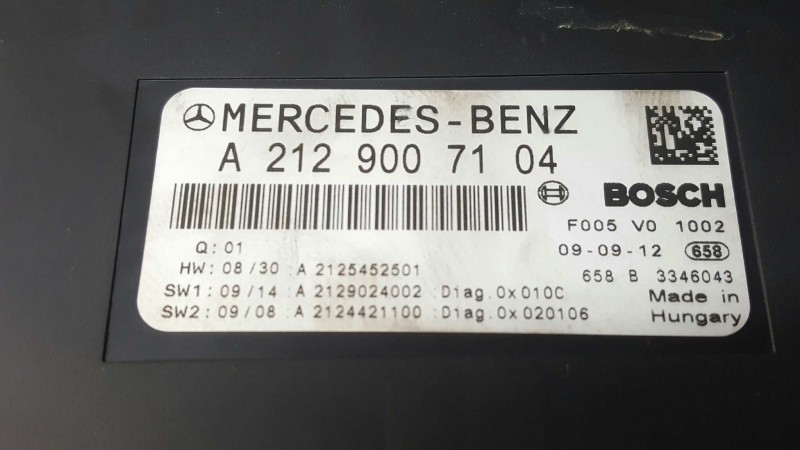 MERCEDES-BENZ
A 212 900 71 04
BOSCH
F005 V0 1002
Q: 01
09-09-12 658
HW: 08/30 :A 2125452501
658 B 3346043
SW1: 09/14 :A 2129024002 :Diag.0x010C
Made in
SW2: 09/08 :A 2124421100 :Diag.0x020106
Hungary